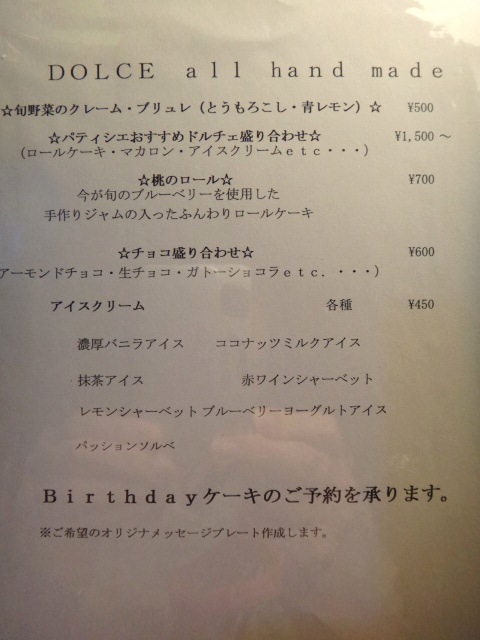 DOLCE all hand made
☆旬野菜のクレーム・ブリュレ（とうもろこし・青レモン）☆ ¥500
☆パティシエおすすめドルチェ盛り合わせ☆ ¥1,500～
（ロールケーキ・マカロン・アイスクリームetc・・・）
☆桃のロール☆ ¥700
今が旬のブルーベリーを使用した
手作りジャムの入ったふんわりロールケーキ
☆チョコ盛り合わせ☆ ¥600
アーモンドチョコ・生チョコ・ガトーショコラetc．・・・）
アイスクリーム 各種 ¥450
濃厚バニラアイス ココナッツミルクアイス
抹茶アイス 赤ワインシャーベット
レモンシャーベット ブルーベリーヨーグルトアイス
パッションソルベ
Birthdayケーキのご予約を承ります。
※ご希望のオリジナメッセージプレート作成します。